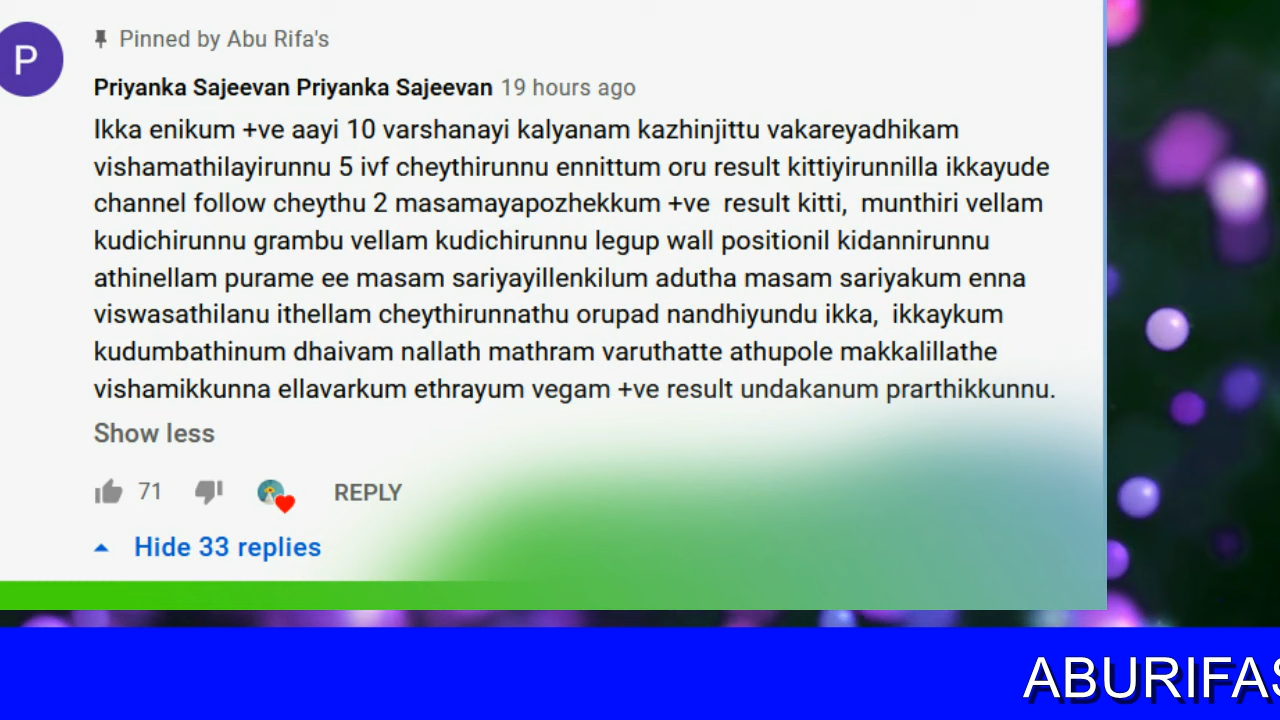 P
Pinned by Abu Rifa's
Priyanka Sajeevan Priyanka Sajeevan 19 hours ago
Ikka enikum +ve aayi 10 varshanayi kalyanam kazhinjittu vakareyadhikam
vishamathilayirunnu 5 ivf cheythirunnu ennittum oru result kittiyirunnilla ikkayude
channel follow cheythu 2 masamayapozhekkum +ve  result kitti,  munthiri vellam
kudichirunnu grambu vellam kudichirunnu legup wall positionil kidannirunnu
athinellam purame ee masam sariyayillenkilum adutha masam sariyakum enna
viswasathilanu ithellam cheythirunnathu orupad nandhiyundu ikka,  ikkaykum
kudumbathinum dhaivam nallath mathram varuthatte athupole makkalillathe
vishamikkunna ellavarkum ethrayum vegam +ve result undakanum prarthikkunnu.
Show less
71 REPLY
Hide 33 replies
ABURIFAS